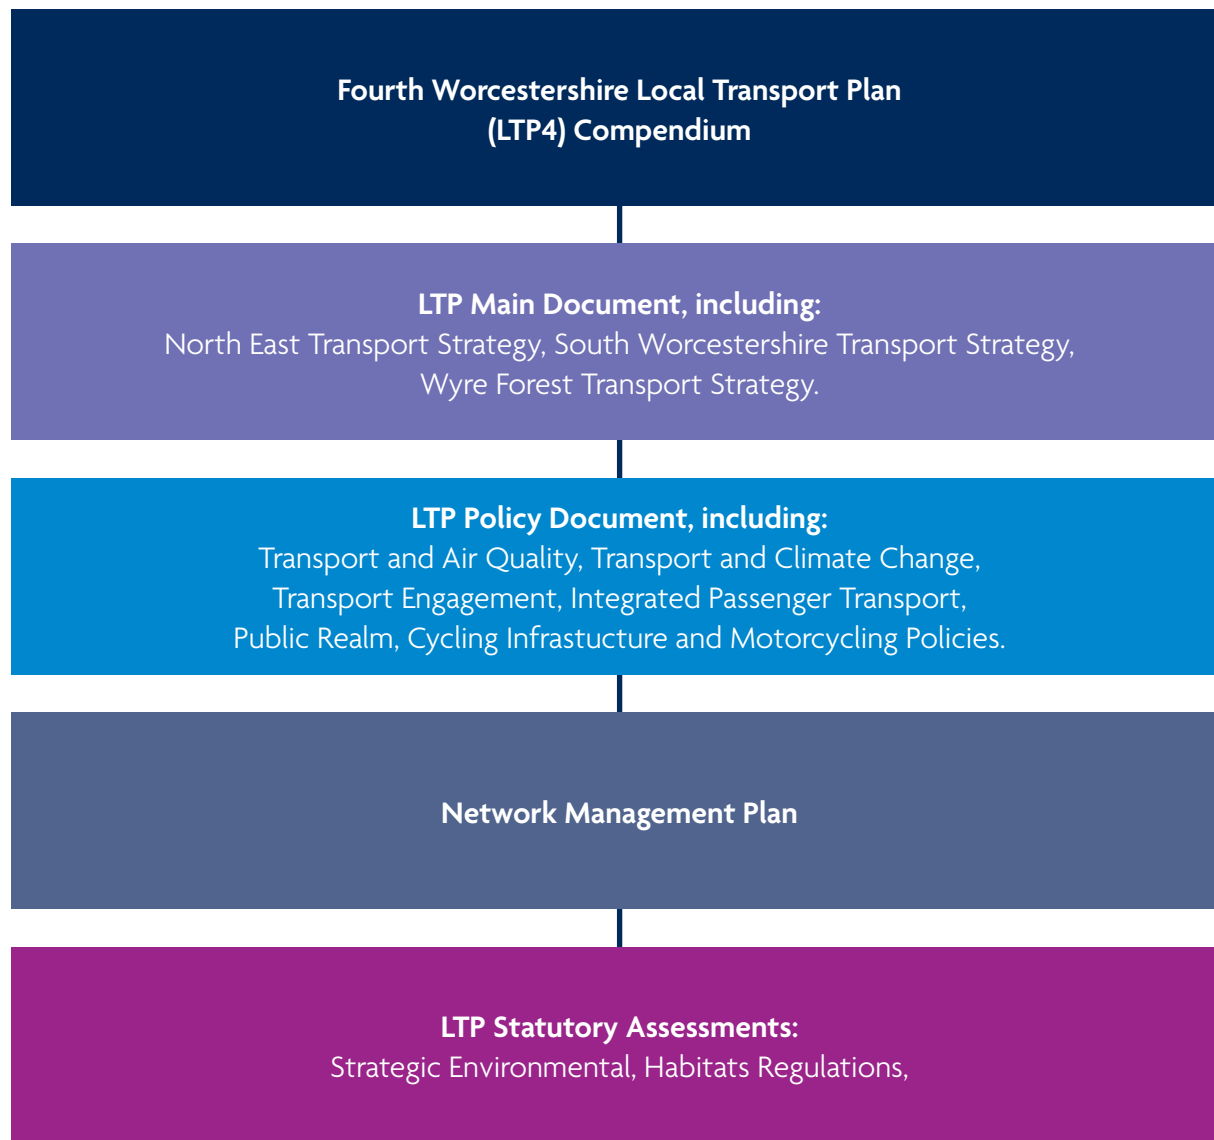 Fourth Worcestershire Local Transport Plan
(LTP4) Compendium
LTP Main Document, including:
North East Transport Strategy, South Worcestershire Transport Strategy,
Wyre Forest Transport Strategy.
LTP Policy Document, including:
Transport and Air Quality, Transport and Climate Change,
Transport Engagement, Integrated Passenger Transport,
Public Realm, Cycling Infrastucture and Motorcycling Policies.
Network Management Plan
LTP Statutory Assessments:
Strategic Environmental, Habitats Regulations,